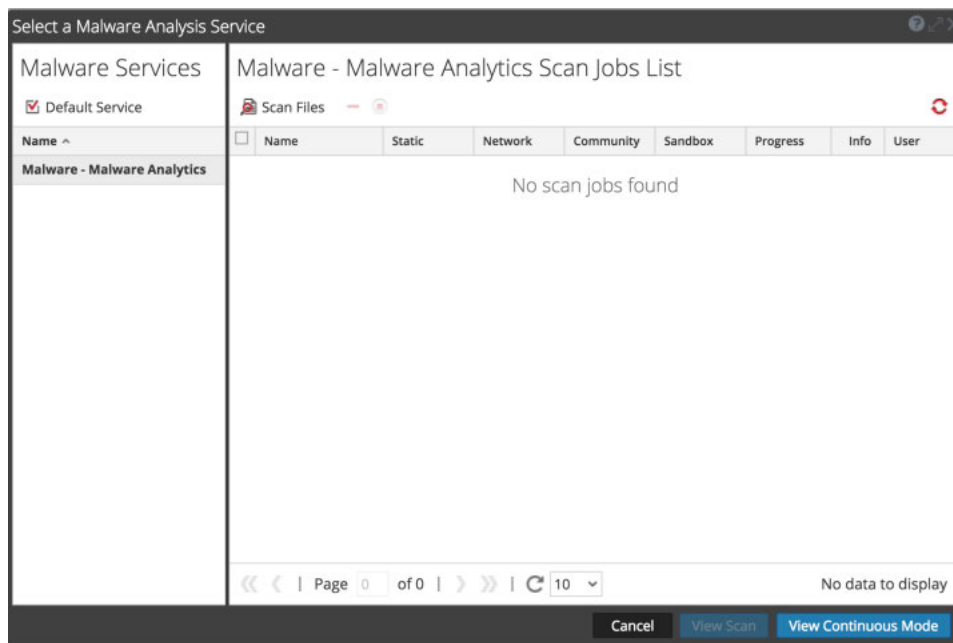 Select a Malware Analysis Service
Malware Services
Default Service
Name
Malware - Malware Analytics
Malware - Malware Analytics Scan Jobs List
Scan Files
Name Static Network Community Sandbox Progress Info User
No scan jobs found
| Page 0 of 0 | | 10 No data to display
Cancel View Scan View Continuous Mode